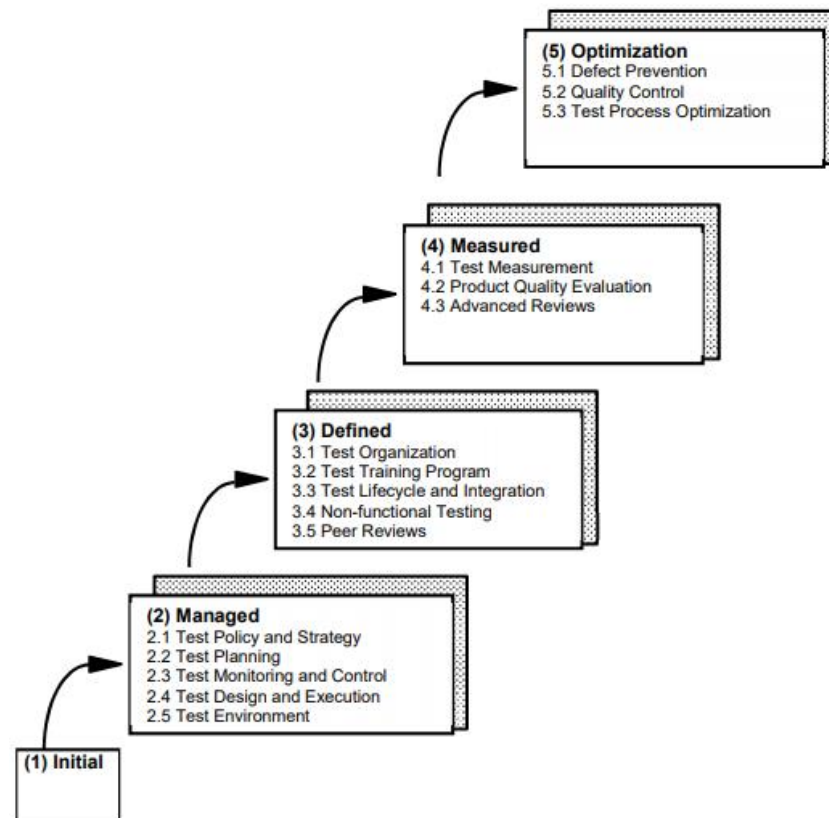 (5) Optimization
5.1 Defect Prevention
5.2 Quality Control
5.3 Test Process Optimization
(4) Measured
4.1 Test Measurement
4.2 Product Quality Evaluation
4.3 Advanced Reviews
(3) Defined
3.1 Test Organization
3.2 Test Training Program
3.3 Test Lifecycle and Integration
3.4 Non-functional Testing
3.5 Peer Reviews
(2) Managed
2.1 Test Policy and Strategy
2.2 Test Planning
2.3 Test Monitoring and Control
2.4 Test Design and Execution
2.5 Test Environment
(1) Initial